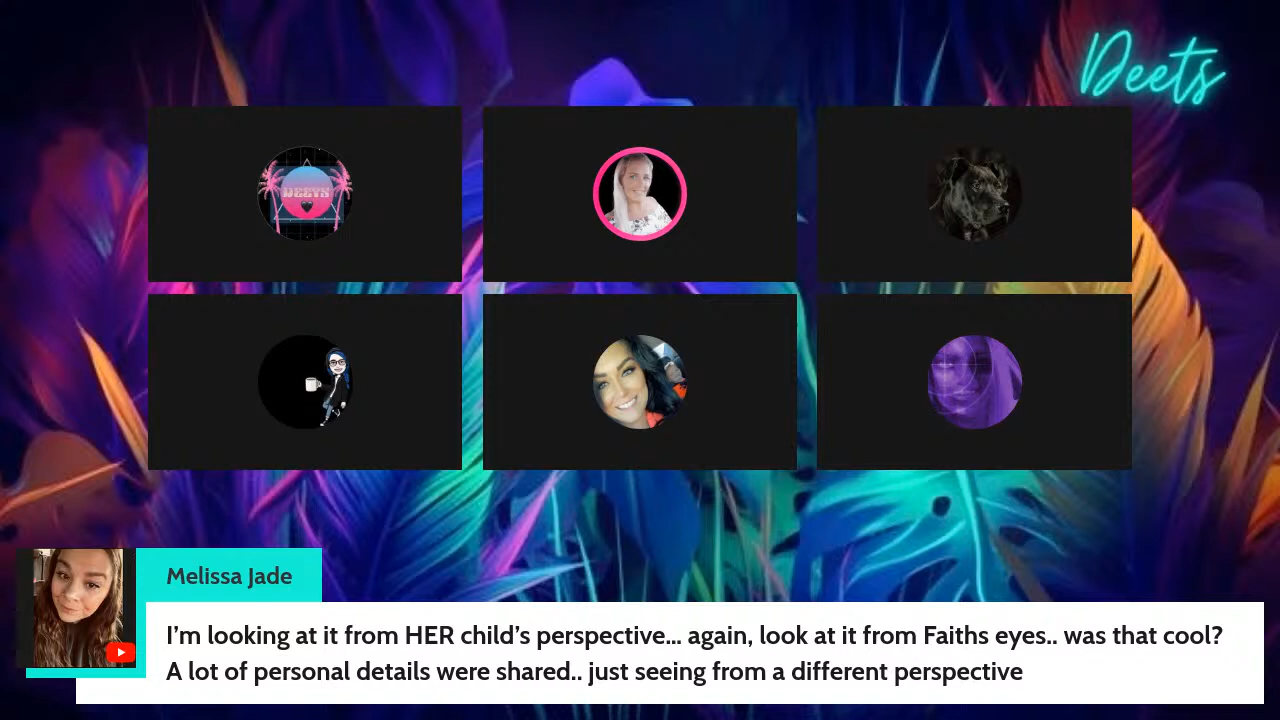 Deets
DEETS
Melissa Jade
I'm looking at it from HER child's perspective... again, look at it from Faiths eyes.. was that cool?
A lot of personal details were shared.. just seeing from a different perspective